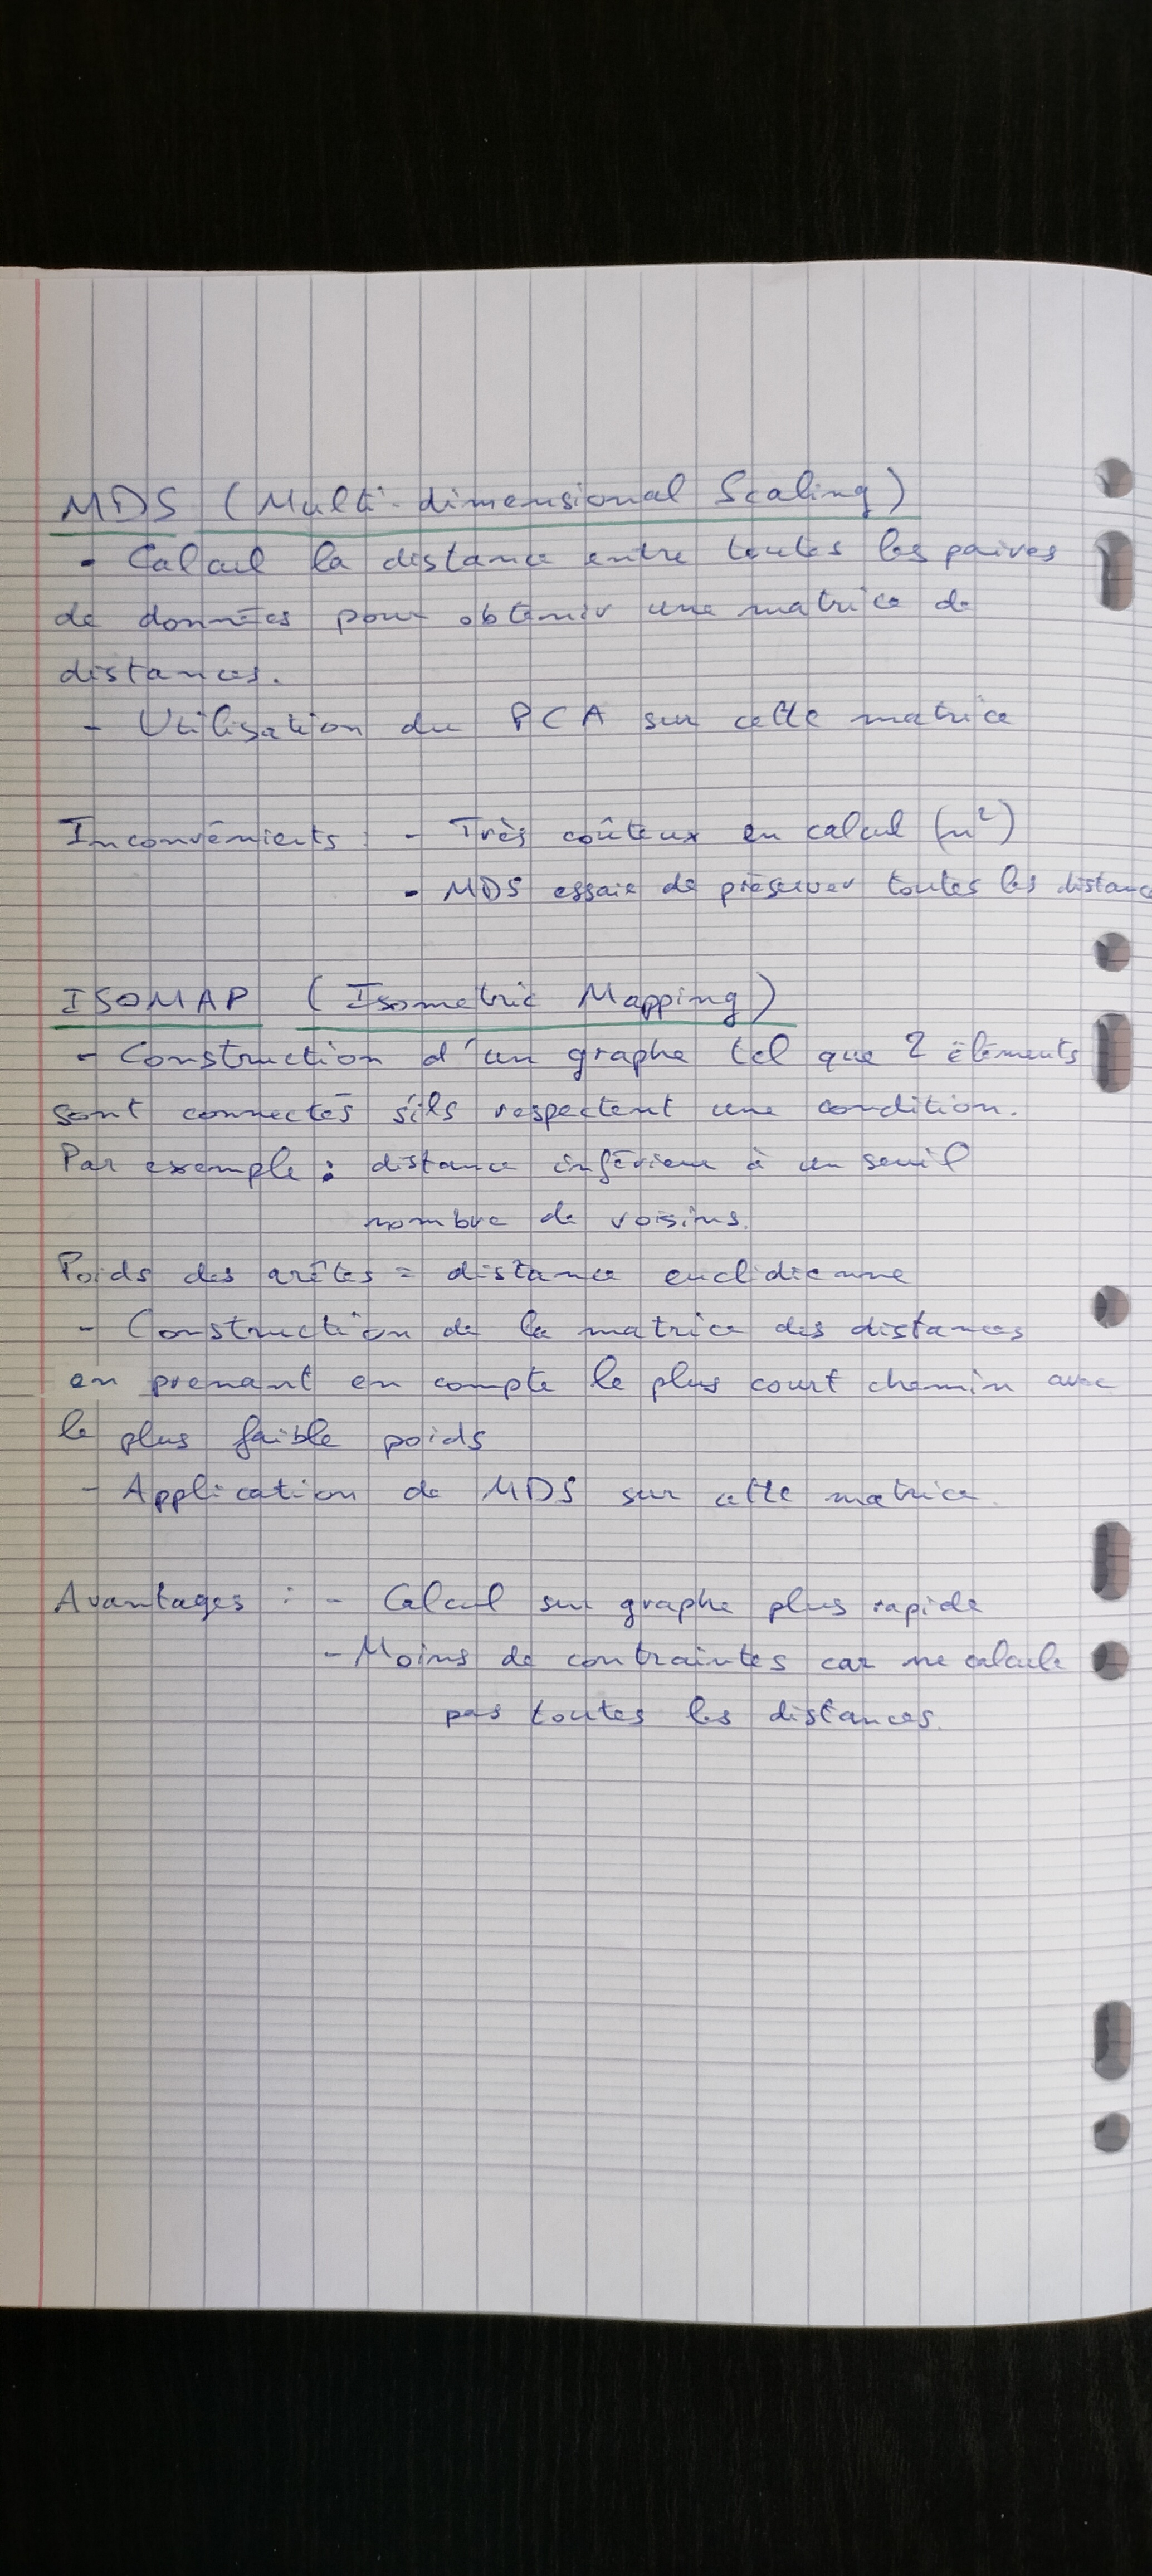 MDS (Multi-dimensional Scaling)
- Calcul la distance entre toutes les paires
de données pour obtenir une matrice de
distances.
- Utilisation du PCA sur cette matrice
Inconvénients : - Très coûteux en calcul (n²)
- MDS essaie de préserver toutes les distance
ISOMAP (Isometric Mapping)
- Construction d'un graphe tel que 2 éléments
sont connectés s'ils respectent une condition.
Par exemple : distance inférieure à un seuil
nombre de voisins.
Poids des arêtes = distance euclidienne
- Construction de la matrice des distances
en prenant en compte le plus court chemin avec
le plus faible poids
- Application de MDS sur cette matrice.
Avantages : - Calcul sur graphe plus rapide
- Moins de contraintes car ne calcule
pas toutes les distances.